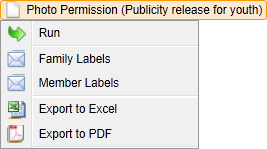 Photo Permission (Publicity release for youth)
Run
Family Labels
Member Labels
Export to Excel
Export to PDF